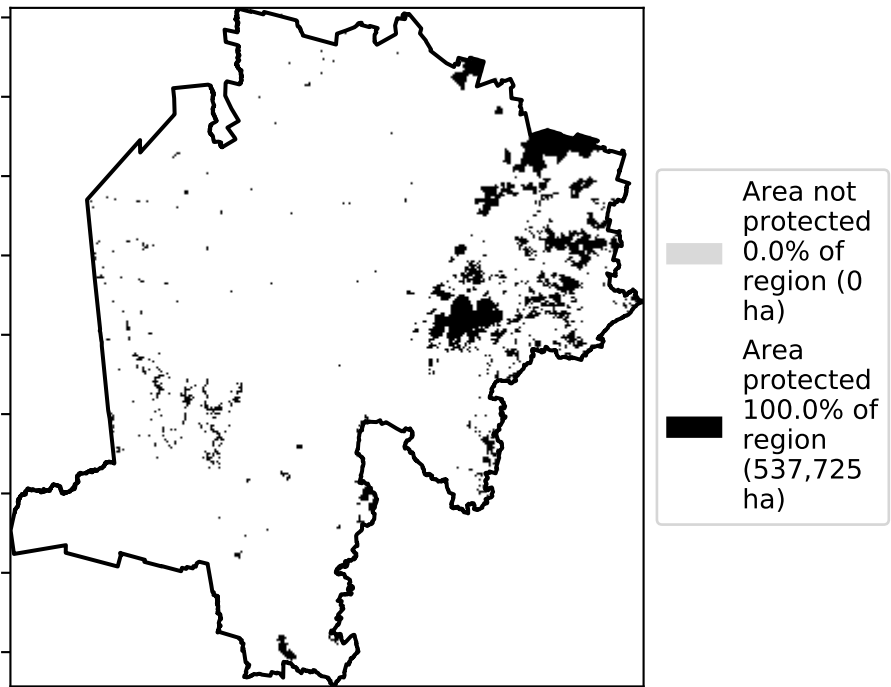 Area not
protected
0.0% of
region (0
ha)
Area
protected
100.0% of
region
(537,725
ha)